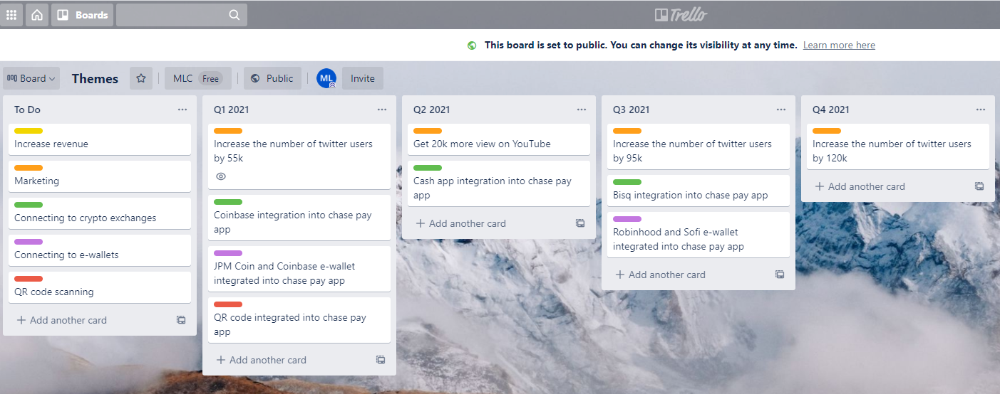 Boards
Trello
This board is set to public. You can change its visibility at any time. Learn more here
Board
Themes
MLC Free
Public
ML
Invite
To Do
Increase revenue
Marketing
Connecting to crypto exchanges
Connecting to e-wallets
QR code scanning
+ Add another card
Q1 2021
Increase the number of twitter users
by 55k
Coinbase integration into chase pay
app
JPM Coin and Coinbase e-wallet
integrated into chase pay app
QR code integrated into chase pay
app
+ Add another card
Q2 2021
Get 20k more view on YouTube
Cash app integration into chase pay
app
+ Add another card
Q3 2021
Increase the number of twitter users
by 95k
Bisq integration into chase pay app
Robinhood and Sofi e-wallet
integrated into chase pay app
+ Add another card
Q4 2021
Increase the number of twitter users
by 120k
+ Add another card